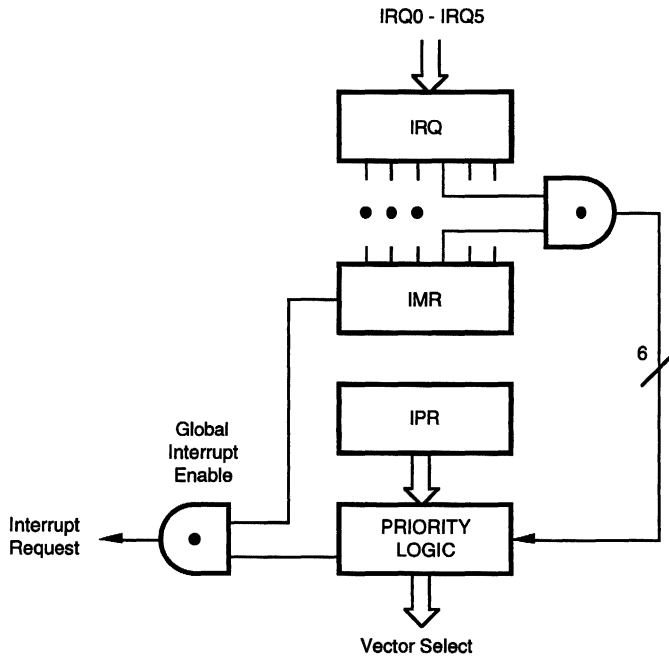 IRQ0 - IRQ5
IRQ
IMR
6
IPR
Global
Interrupt
Enable
Interrupt
Request
PRIORITY
LOGIC
Vector Select